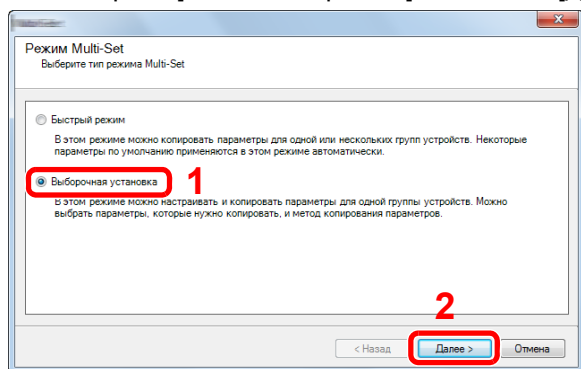 Режим Multi-Set
Выберите тип режима Multi-Set
Быстрый режим
В этом режиме можно копировать параметры для одной или нескольких групп устройств. Некоторые
параметры по умолчанию применяются в этом режиме автоматически.
Выборочная установка
1
В этом режиме можно настраивать и копировать параметры для одной группы устройств. Можно
выбрать параметры, которые нужно копировать, и метод копирования параметров.
2
< Назад
Далее >
Отмена